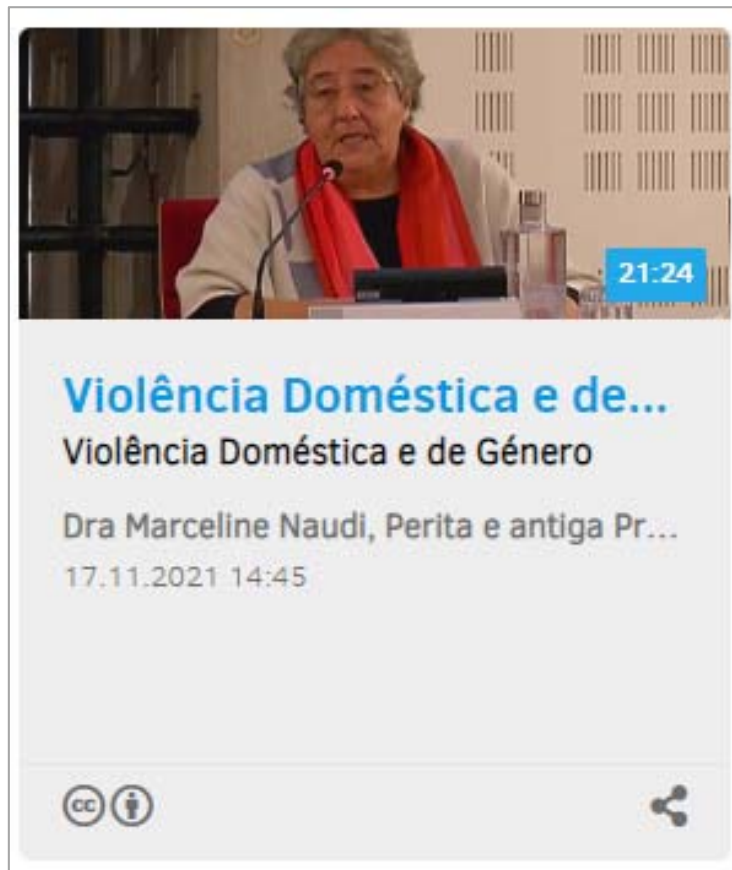 21:24
Violência Doméstica e de...
Violência Doméstica e de Género
Dra Marceline Naudi, Perita e antiga Pr...
17.11.2021 14:45
cc